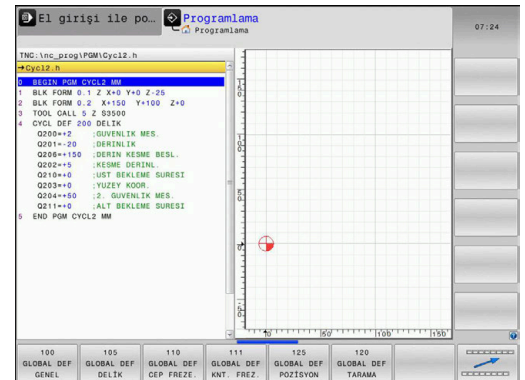 El girişi ile po… Programlama
Programlama
07:24
TNC:\nc_prog\PGM\Cycl2.h
→Cycl2.h
0 BEGIN PGM CYCL2 MM
1 BLK FORM 0.1 Z X+0 Y+0 Z-25
2 BLK FORM 0.2 X+150 Y+100 Z+0
3 TOOL CALL 5 Z S3500
4 CYCL DEF 200 DELIK
Q200=+2 ;GUVENLIK MES.
Q201=-20 ;DERINLIK
Q206=+150 ;DERIN KESME BESL.
Q202=+5 ;KESME DERINL.
Q210=+0 ;UST BEKLEME SURESI
Q203=+0 ;YUZEY KOOR.
Q204=+50 ;2. GUVENLIK MES.
Q211=+0 ;ALT BEKLEME SURESI
5 END PGM CYCL2 MM
0 50 100 150
100 GLOBAL DEF GENEL
105 GLOBAL DEF DELİK
110 GLOBAL DEF CEP FREZE.
111 GLOBAL DEF KNT. FREZ.
125 GLOBAL DEF POZİSYON
120 GLOBAL DEF TARAMA